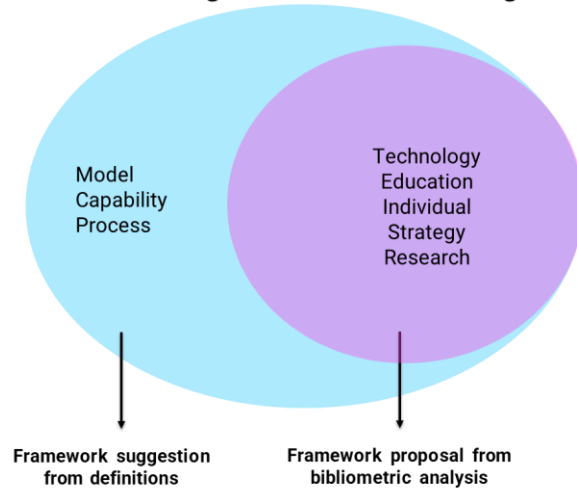 Model
Capability
Process
Technology
Education
Individual
Strategy
Research
Framework suggestion
from definitions
Framework proposal from
bibliometric analysis